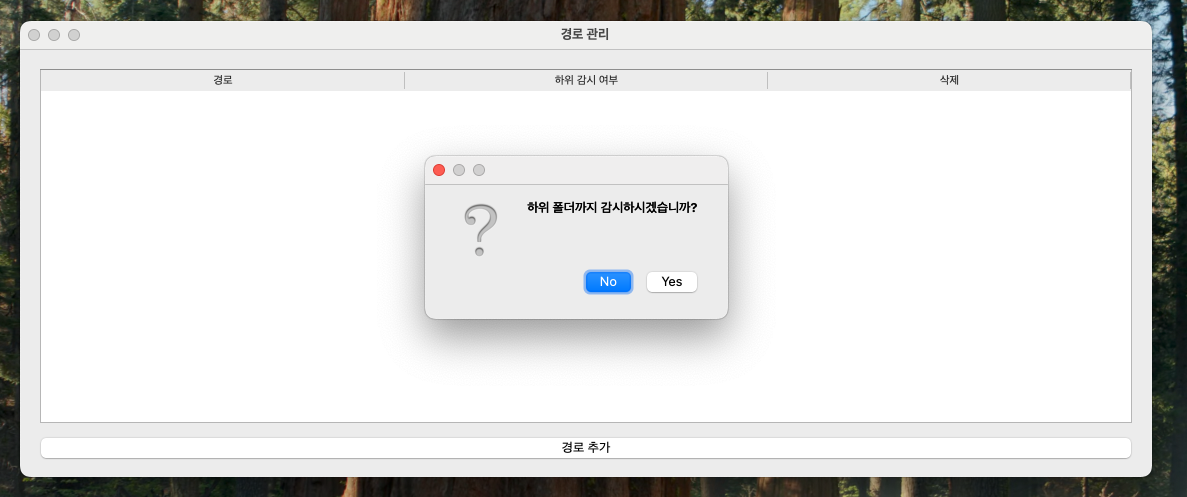 경로 관리
경로 하위 감시 여부 삭제
하위 폴더까지 감시하시겠습니까?
No Yes
경로 추가